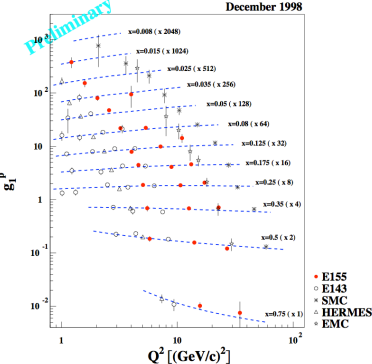 December 1998
Preliminary
x=0.008 (x 2048)
x=0.015 (x 1024)
x=0.025 (x 512)
x=0.035 (x 256)
x=0.05 (x 128)
x=0.08 (x 64)
x=0.125 (x 32)
x=0.175 (x 16)
x=0.25 (x 8)
x=0.35 (x 4)
x=0.5 (x 2)
x=0.75 (x 1)
10³
10²
10
1
10⁻¹
10⁻²
g₁ᵖ
1
10
10²
Q² [(GeV/c)²]
E155
E143
SMC
HERMES
EMC